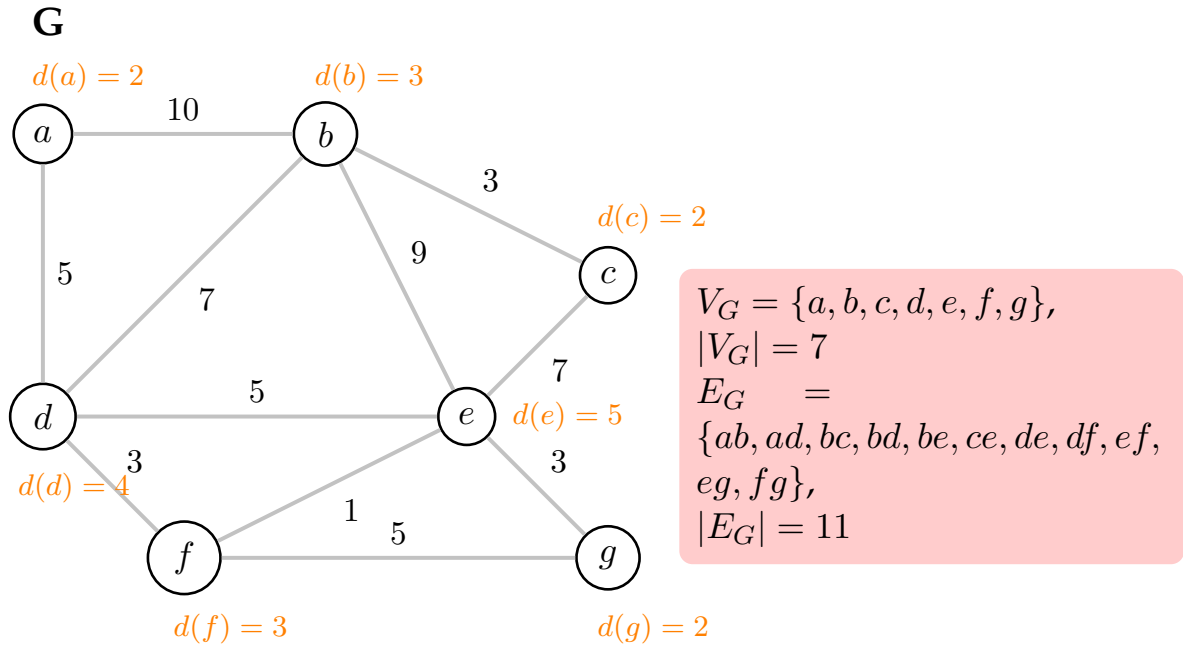 G
d(a) = 2
d(b) = 3
10
a
b
3
d(c) = 2
9
5
c
7
V_G = {a, b, c, d, e, f, g},
|V_G| = 7
E_G =
{ab, ad, bc, bd, be, ce, de, df, ef,
eg, fg},
|E_G| = 11
7
5
d
e
d(e) = 5
3
3
d(d) = 4
1
5
f
g
d(f) = 3
d(g) = 2